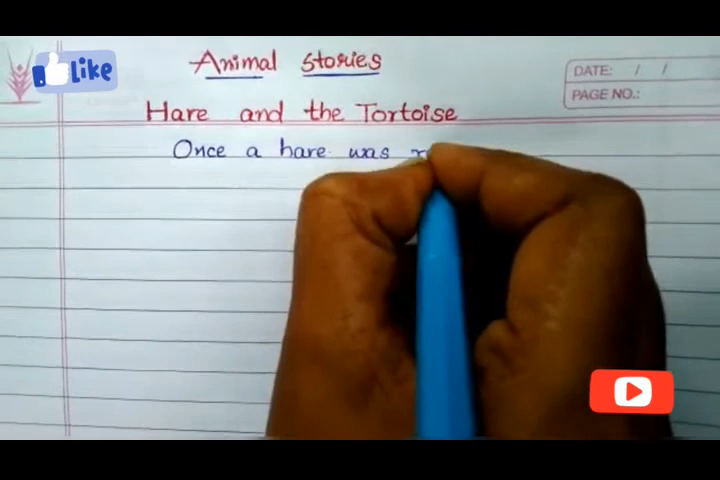 Like
Animal Stories
DATE: / /
PAGE NO.:
Hare and the Tortoise
Once a hare was